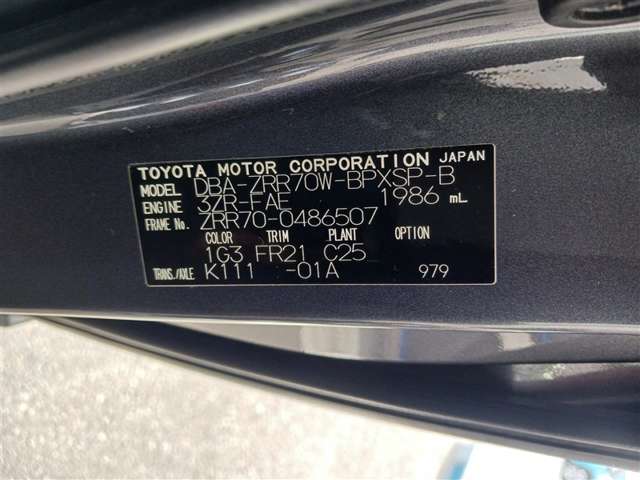 TOYOTA MOTOR CORPORATION JAPAN
MODEL DBA-ZRR70W-BPXSP-B
ENGINE 3ZR-FAE 1986 mL
FRAME No. ZRR70-0486507
COLOR TRIM PLANT OPTION
1G3 FR21 C25
TRANS./AXLE K111 -01A 979